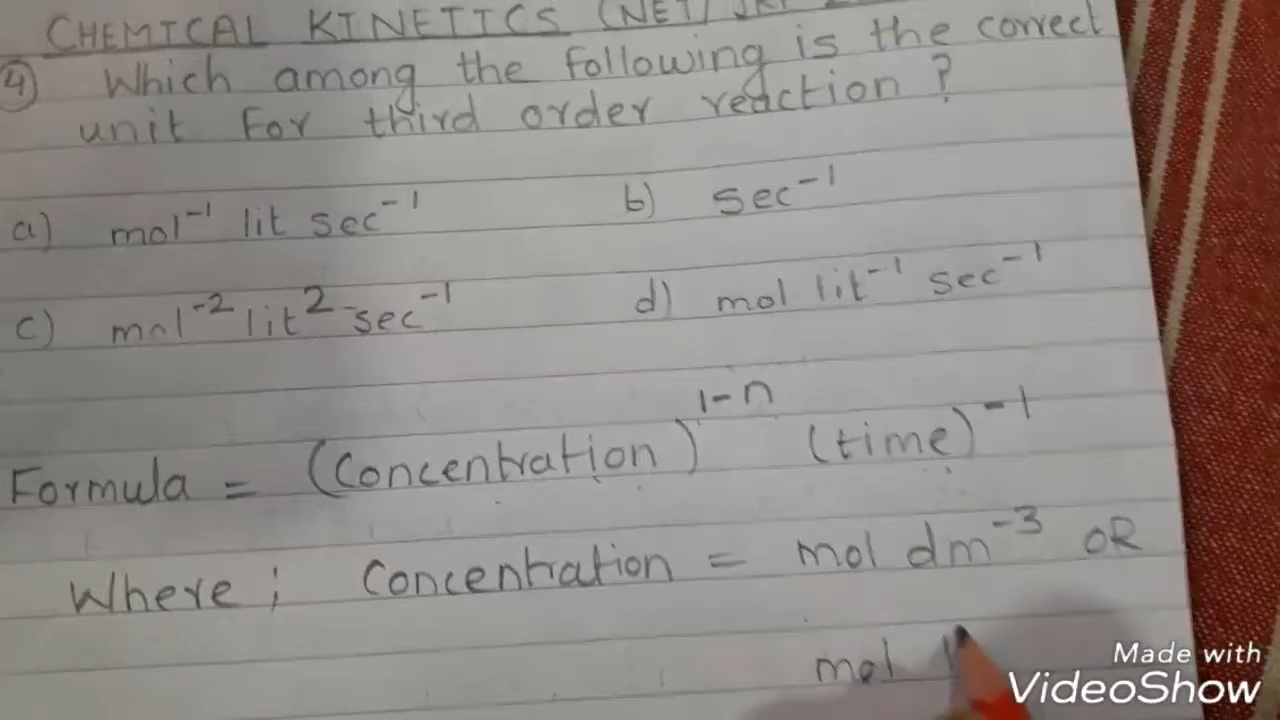 CHEMICAL KINETICS (NET/JRF
④ Which among the following is the correct
unit for third order reaction ?
a) mol⁻¹ lit sec⁻¹ b) sec⁻¹
c) mol⁻² lit² sec⁻¹ d) mol lit⁻¹ sec⁻¹
Formula = (Concentration)¹⁻ⁿ (time)⁻¹
Where ; Concentration = mol dm⁻³ OR
mol
Made with
VideoShow